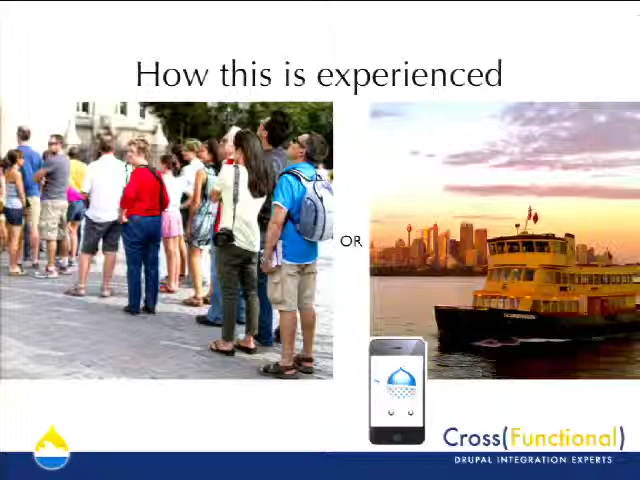 How this is experienced
OR
Cross(Functional)
DRUPAL INTEGRATION EXPERTS